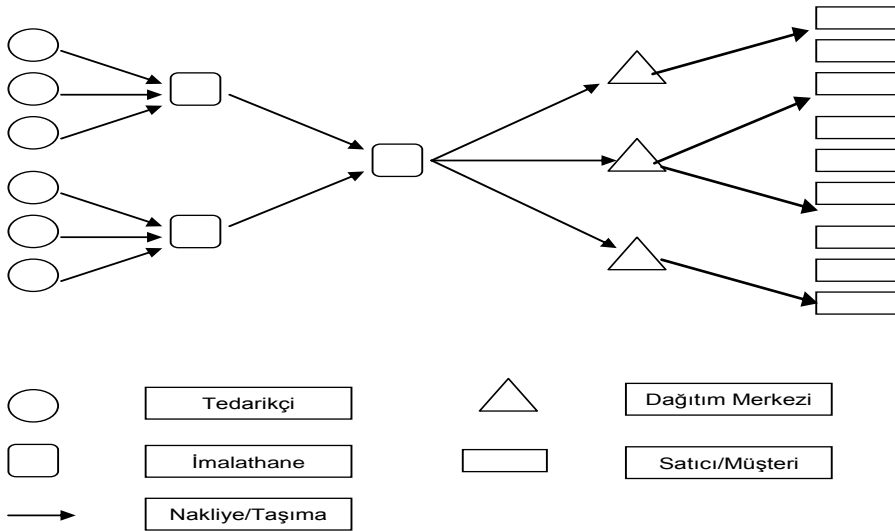 Tedarikçi
Dağıtım Merkezi
İmalathane
Satıcı/Müşteri
Nakliye/Taşıma